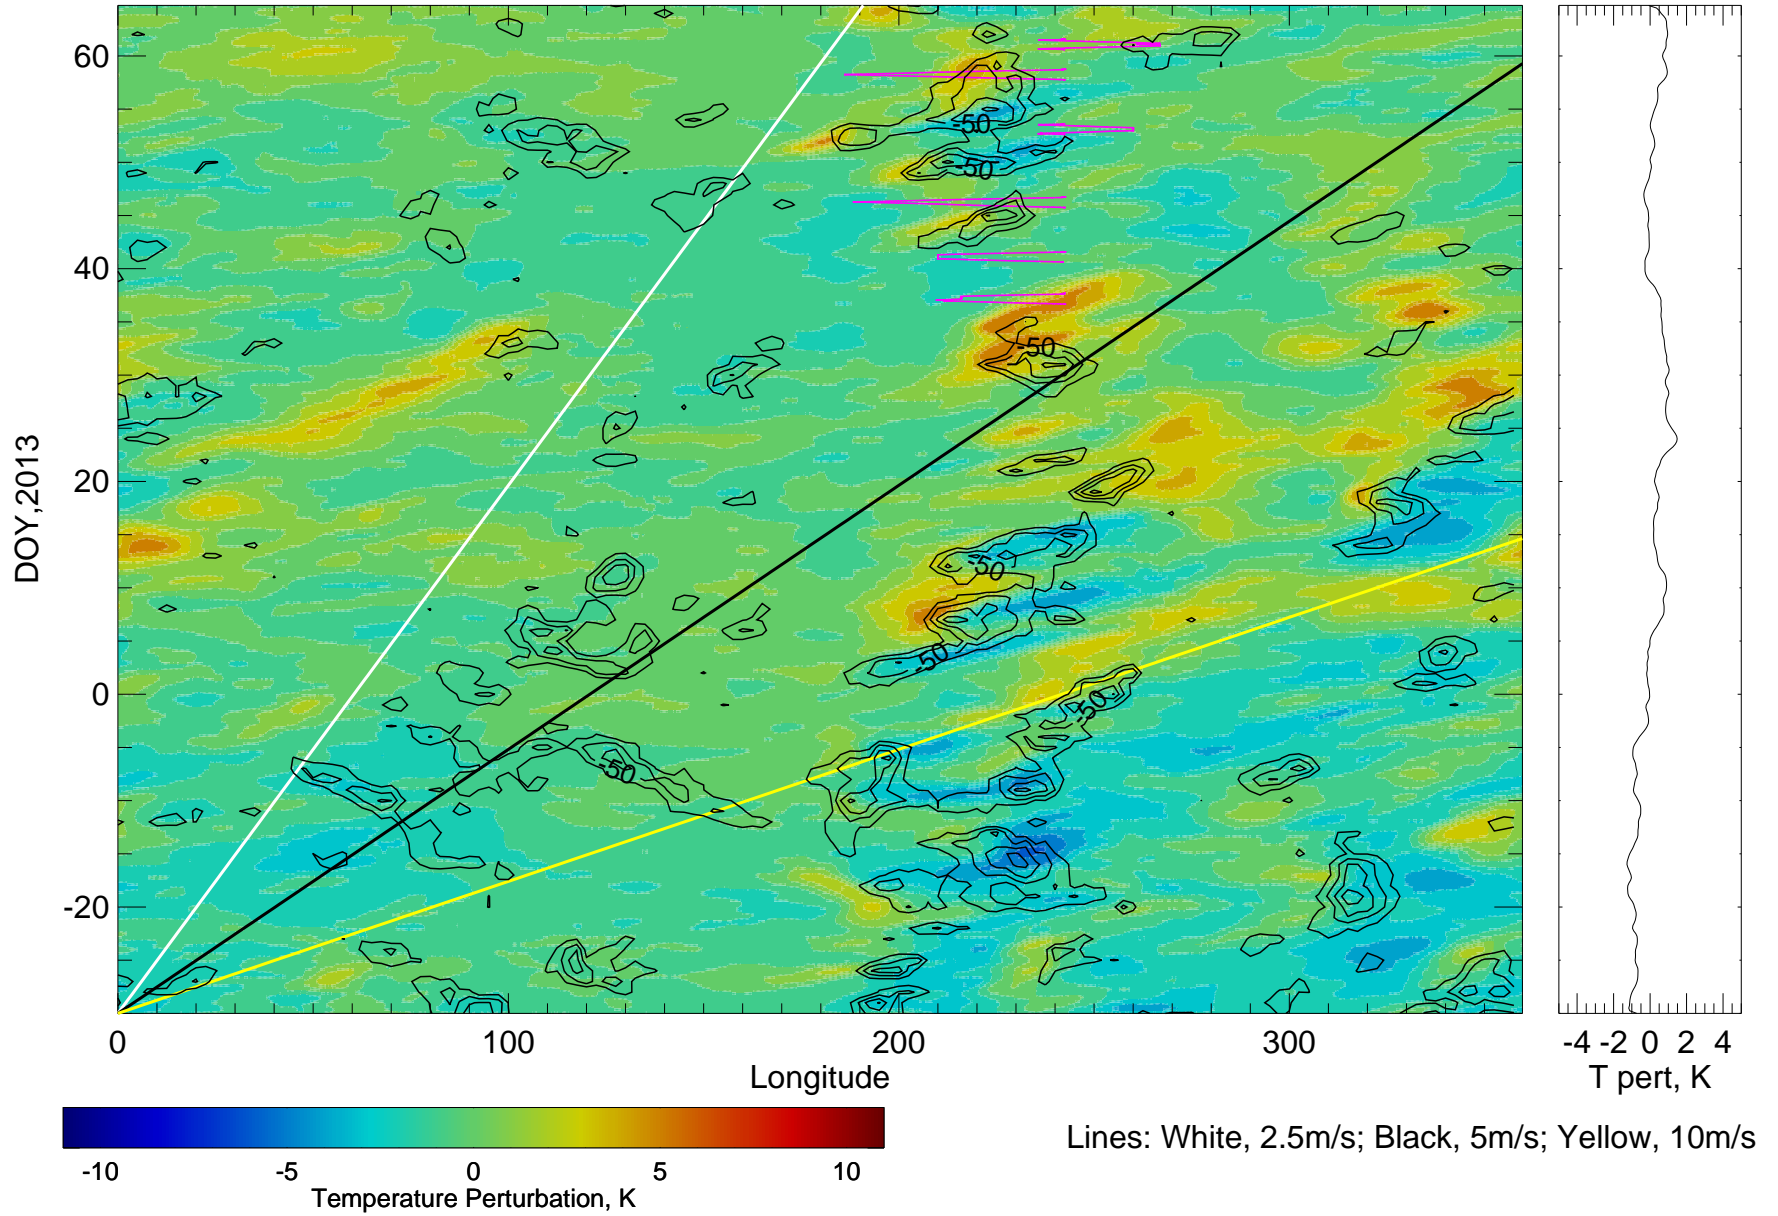 60
40
20
0
-20
DOY,2013
-50
-50
-50
-50
-50
-50
-50
0 100 200 300
Longitude
-4 -2 0 2 4
T pert, K
-10 -5 0 5 10
Temperature Perturbation, K
Lines: White, 2.5m/s; Black, 5m/s; Yellow, 10m/s